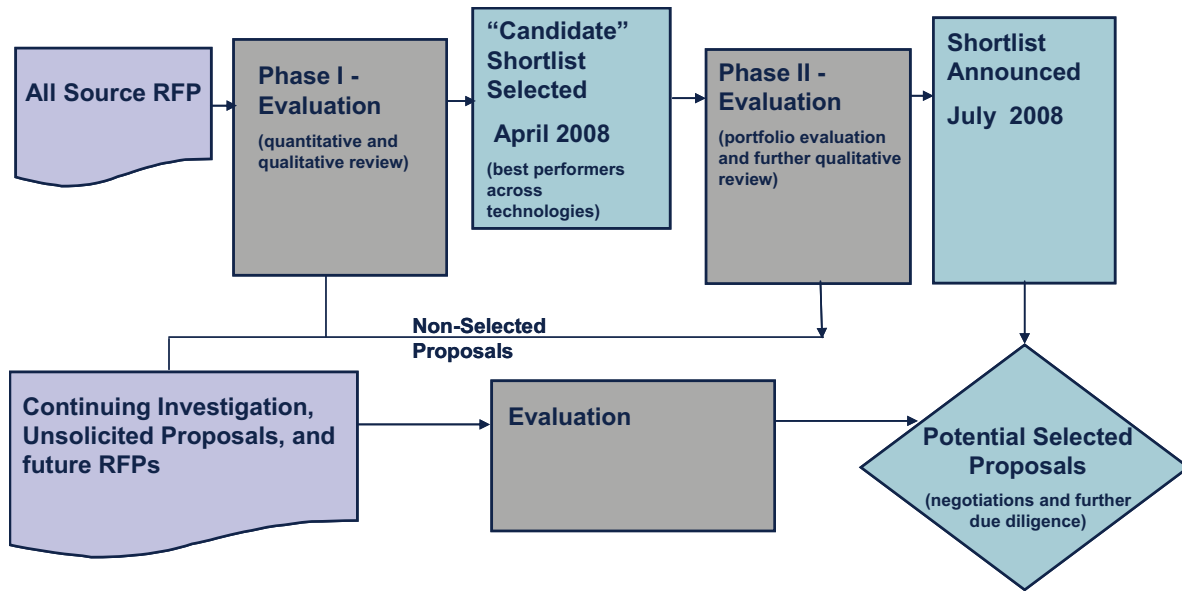 All Source RFP
Phase I -
Evaluation
(quantitative and
qualitative review)
“Candidate”
Shortlist
Selected
April 2008
(best performers
across
technologies)
Phase II -
Evaluation
(portfolio evaluation
and further qualitative
review)
Shortlist
Announced
July 2008
Non-Selected
Proposals
Continuing Investigation,
Unsolicited Proposals, and
future RFPs
Evaluation
Potential Selected
Proposals
(negotiations and further
due diligence)